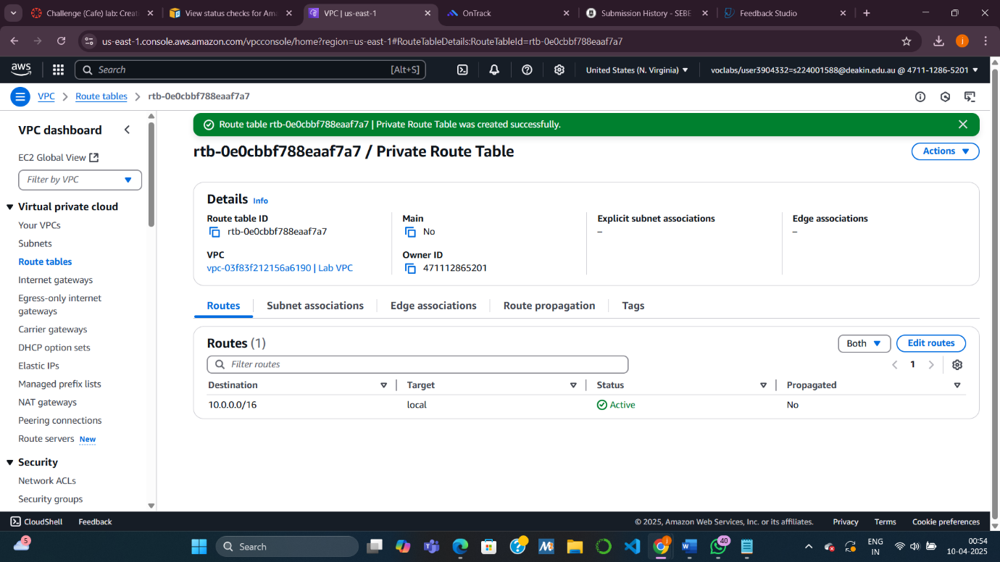 Challenge (Cafe) lab: Creat
View status checks for Ama
VPC | us-east-1
OnTrack
Submission History - SEBE
Feedback Studio
us-east-1.console.aws.amazon.com/vpcconsole/home?region=us-east-1#RouteTableDetails:RouteTableId=rtb-0e0cbbf788eaaf7a7
j
aws
Search
[Alt+S]
United States (N. Virginia)
voclabs/user3904332=s224001588@deakin.edu.au @ 4711-1286-5201
VPC
Route tables
rtb-0e0cbbf788eaaf7a7
VPC dashboard
EC2 Global View
Filter by VPC
Virtual private cloud
Your VPCs
Subnets
Route tables
Internet gateways
Egress-only internet
gateways
Carrier gateways
DHCP option sets
Elastic IPs
Managed prefix lists
NAT gateways
Peering connections
Route servers New
Security
Network ACLs
Security groups
Route table rtb-0e0cbbf788eaaf7a7 | Private Route Table was created successfully.
rtb-0e0cbbf788eaaf7a7 / Private Route Table
Actions
Details Info
Route table ID
rtb-0e0cbbf788eaaf7a7
Main
No
Explicit subnet associations
–
Edge associations
–
VPC
vpc-03f83f212156a6190 | Lab VPC
Owner ID
471112865201
Routes
Subnet associations
Edge associations
Route propagation
Tags
Routes (1)
Both
Edit routes
Filter routes
1
Destination
Target
Status
Propagated
10.0.0.0/16
local
Active
No
CloudShell
Feedback
© 2025, Amazon Web Services, Inc. or its affiliates.
Privacy
Terms
Cookie preferences
5
Search
j
40
ENG
IN
00:54
10-04-2025